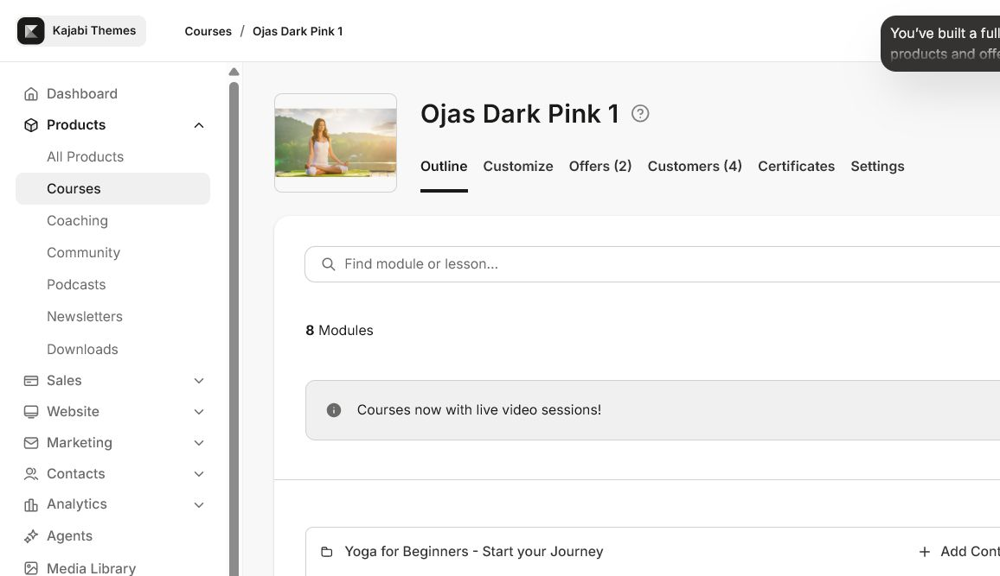 Kajabi Themes
Courses / Ojas Dark Pink 1
You've built a full
products and offe
Dashboard
Products
All Products
Courses
Coaching
Community
Podcasts
Newsletters
Downloads
Sales
Website
Marketing
Contacts
Analytics
Agents
Media Library
Ojas Dark Pink 1
Outline Customize Offers (2) Customers (4) Certificates Settings
Find module or lesson...
8 Modules
Courses now with live video sessions!
Yoga for Beginners - Start your Journey
+ Add Cont